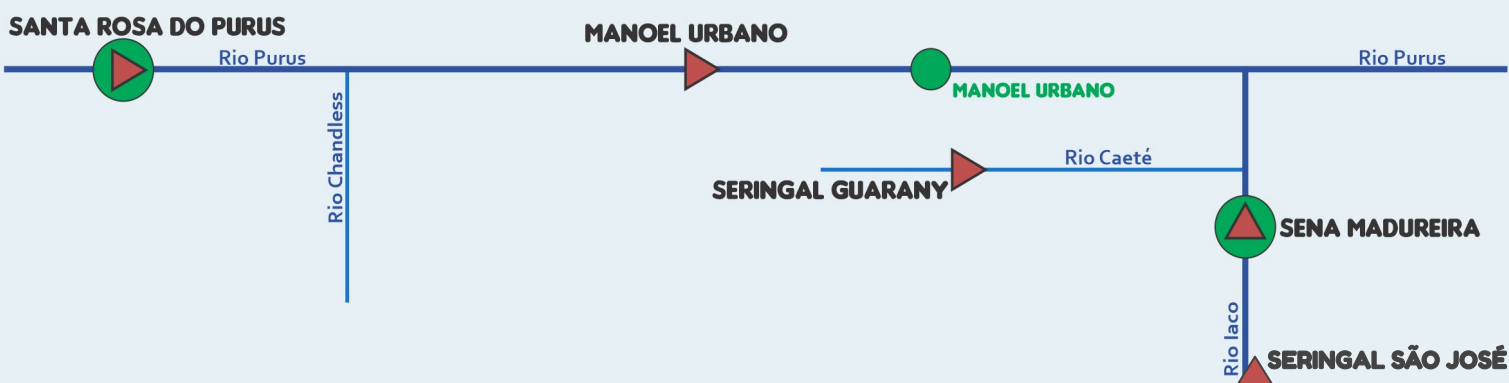 SANTA ROSA DO PURUS
MANOEL URBANO
Rio Purus
Rio Purus
MANOEL URBANO
Rio Chandless
Rio Caeté
SERINGAL GUARANY
SENA MADUREIRA
Rio Iaco
SERINGAL SÃO JOSÉ